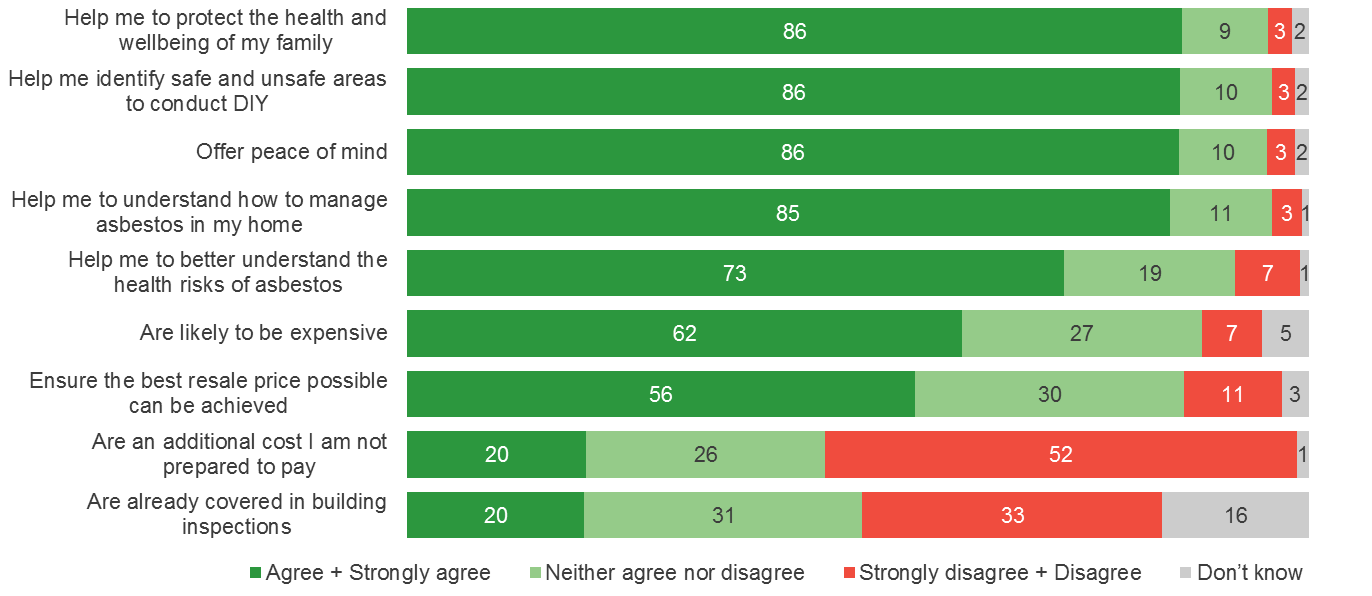 Help me to protect the health and
wellbeing of my family
86 9 3 2
Help me identify safe and unsafe areas
to conduct DIY
86 10 3 2
Offer peace of mind
86 10 3 2
Help me to understand how to manage
asbestos in my home
85 11 3 1
Help me to better understand the
health risks of asbestos
73 19 7 1
Are likely to be expensive
62 27 7 5
Ensure the best resale price possible
can be achieved
56 30 11 3
Are an additional cost I am not
prepared to pay
20 26 52 1
Are already covered in building
inspections
20 31 33 16
Agree + Strongly agree Neither agree nor disagree Strongly disagree + Disagree Don’t know